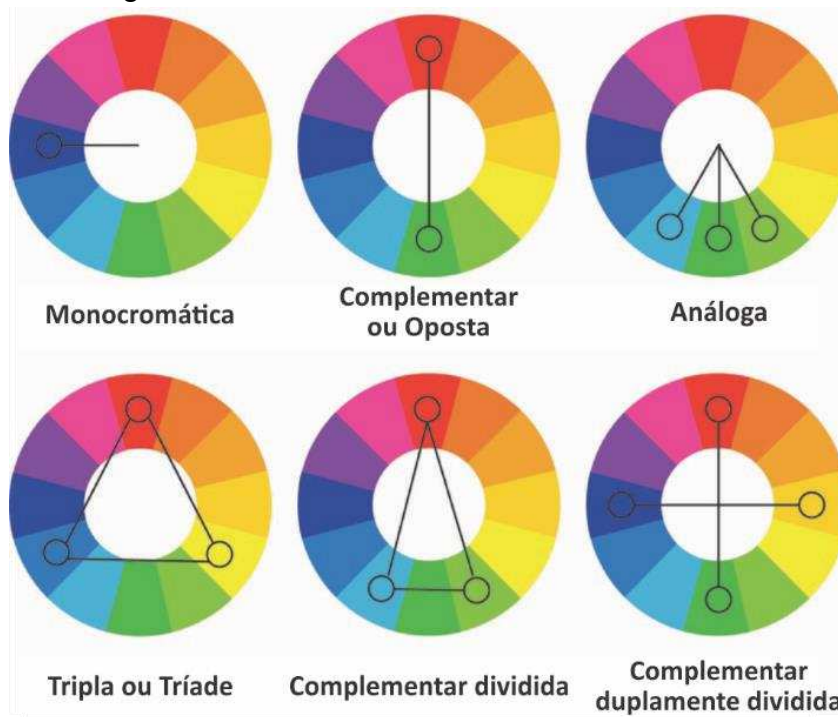 Monocromática
Complementar
ou Oposta
Análoga
Tripla ou Tríade
Complementar dividida
Complementar
duplamente dividida